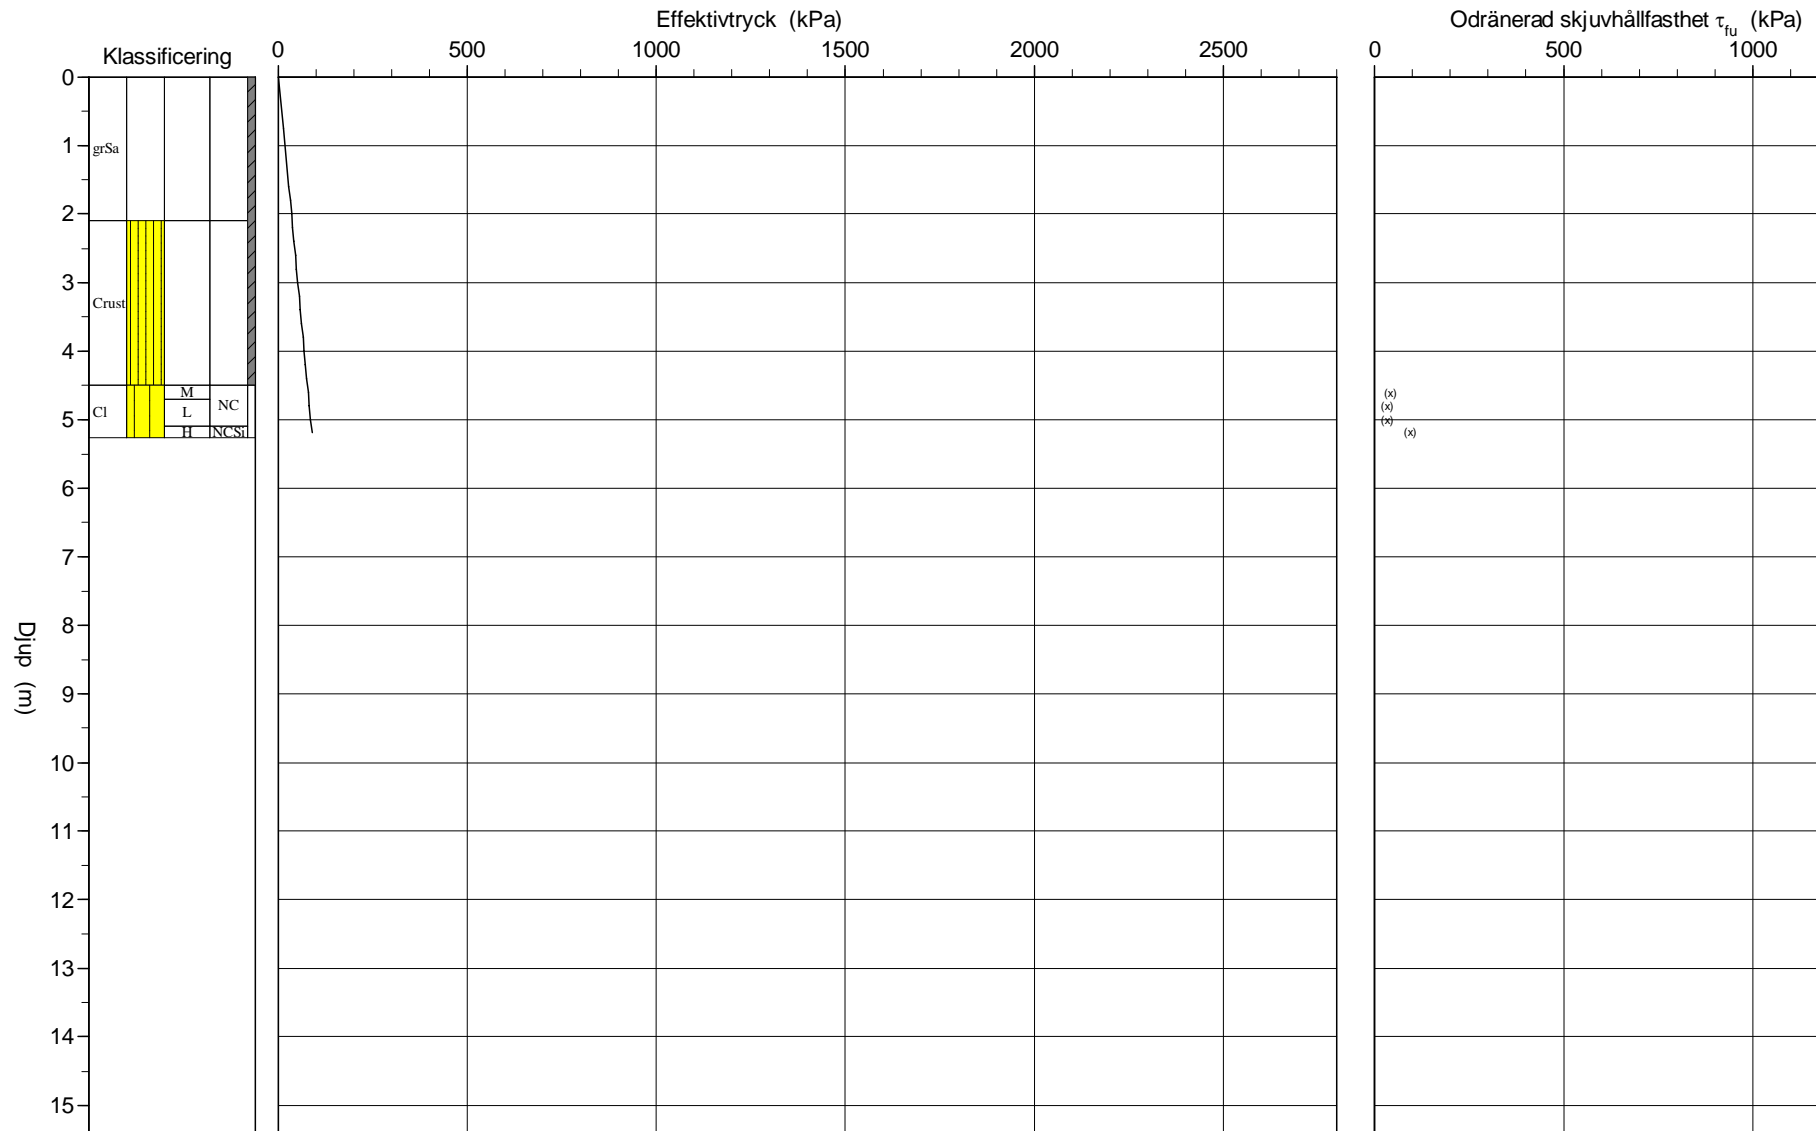 Effektivtryck (kPa)
Odränerad skjuvhållfasthet τfu (kPa)
Klassificering
0 500 1000 1500 2000 2500
0 500 1000
0
1
grSa
2
3
Crust
4
M
NC
Cl
L
5
H NCSi
(x)
(x)
(x)
(x)
6
7
8
Djup (m)
9
10
11
12
13
14
15